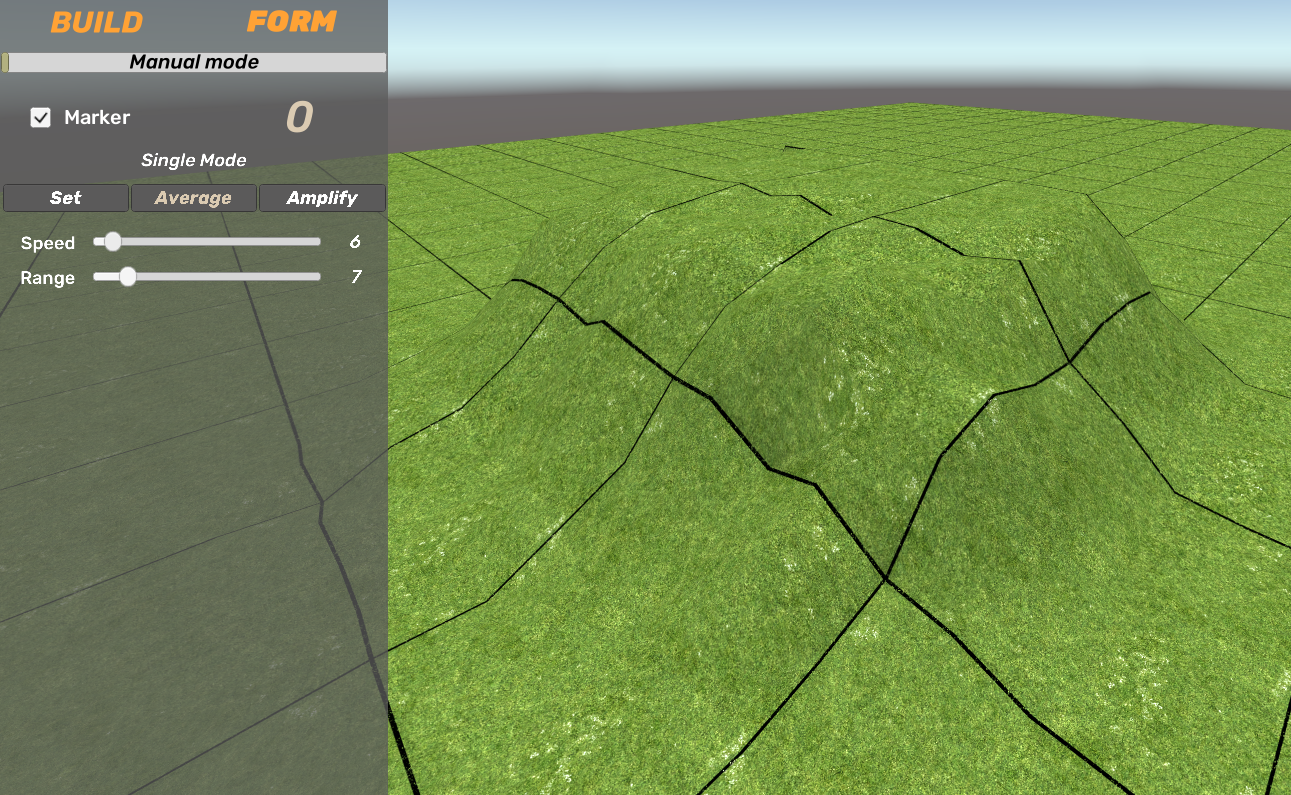 BUILD FORM
Manual mode
Marker 0
Single Mode
Set Average Amplify
Speed 6
Range 7